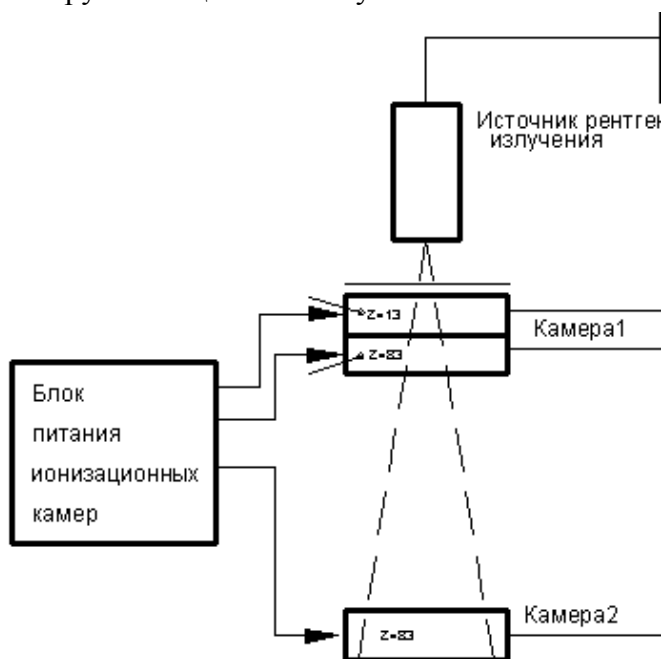 Источник рентген
излучения
Z=13
Камера1
Z=83
Блок
питания
ионизационных
камер
Камера2
Z=83